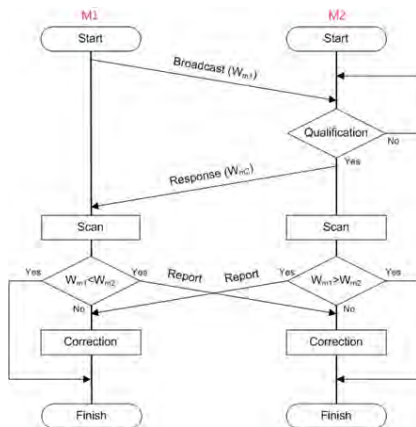 M1 M2
Start Start
Broadcast (Wm1)
Qualification
No
Yes
Response (Wm2)
Scan Scan
Yes Wm1<Wm2 Yes Report Report Yes Wm1>Wm2 Yes
No No
Correction Correction
Finish Finish